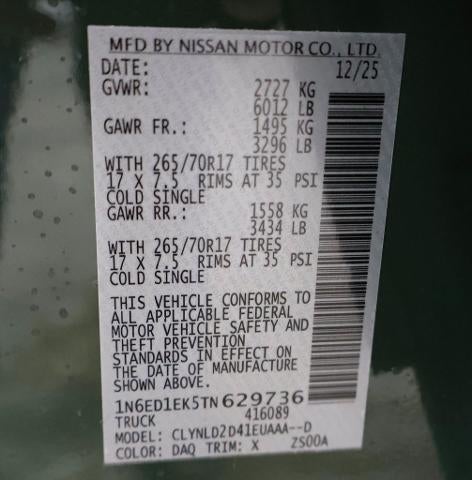 MFD BY NISSAN MOTOR CO., LTD.
DATE: 12/25
GVWR: 2727 KG
6012 LB
GAWR FR.: 1495 KG
3296 LB
WITH 265/70R17 TIRES
17 X 7.5 RIMS AT 35 PSI
COLD SINGLE
GAWR RR.: 1558 KG
3434 LB
WITH 265/70R17 TIRES
17 X 7.5 RIMS AT 35 PSI
COLD SINGLE
THIS VEHICLE CONFORMS TO
ALL APPLICABLE FEDERAL
MOTOR VEHICLE SAFETY AND
THEFT PREVENTION
STANDARDS IN EFFECT ON
THE DATE OF MANUFACTURE
SHOWN ABOVE.
1N6ED1EK5TN629736
TRUCK 416089
MODEL: CLYNLD2D41EUAAA--D
COLOR: DAQ TRIM: X ZS00A